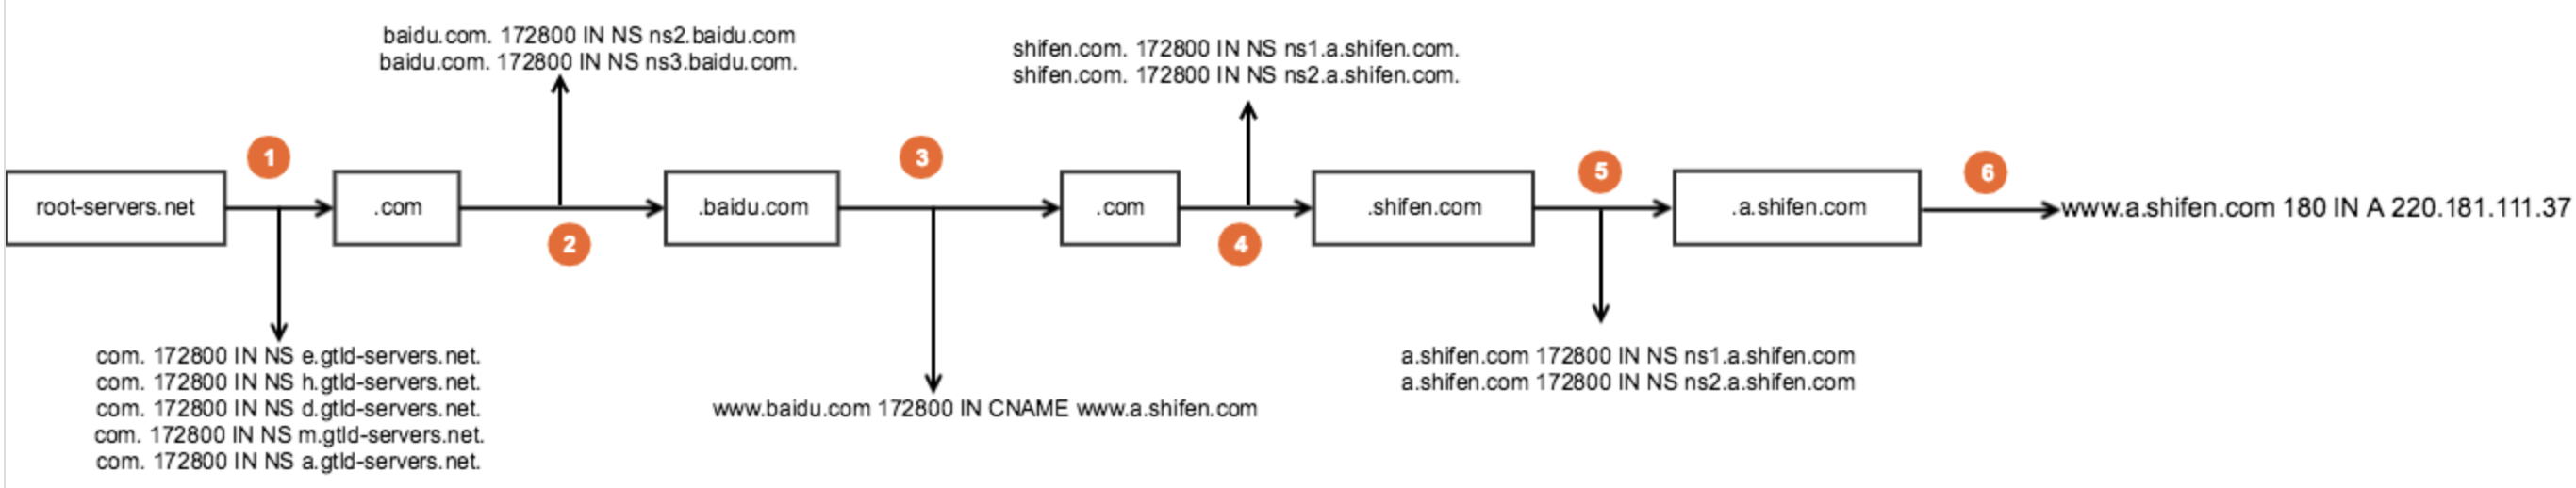 baidu.com. 172800 IN NS ns2.baidu.com
baidu.com. 172800 IN NS ns3.baidu.com.
shifen.com. 172800 IN NS ns1.a.shifen.com.
shifen.com. 172800 IN NS ns2.a.shifen.com.
1
3
5
6
root-servers.net
.com
.baidu.com
.com
.shifen.com
.a.shifen.com
www.a.shifen.com 180 IN A 220.181.111.37
2
4
com. 172800 IN NS e.gtld-servers.net.
com. 172800 IN NS h.gtld-servers.net.
com. 172800 IN NS d.gtld-servers.net.
com. 172800 IN NS m.gtld-servers.net.
com. 172800 IN NS a.gtld-servers.net.
www.baidu.com 172800 IN CNAME www.a.shifen.com
a.shifen.com 172800 IN NS ns1.a.shifen.com
a.shifen.com 172800 IN NS ns2.a.shifen.com